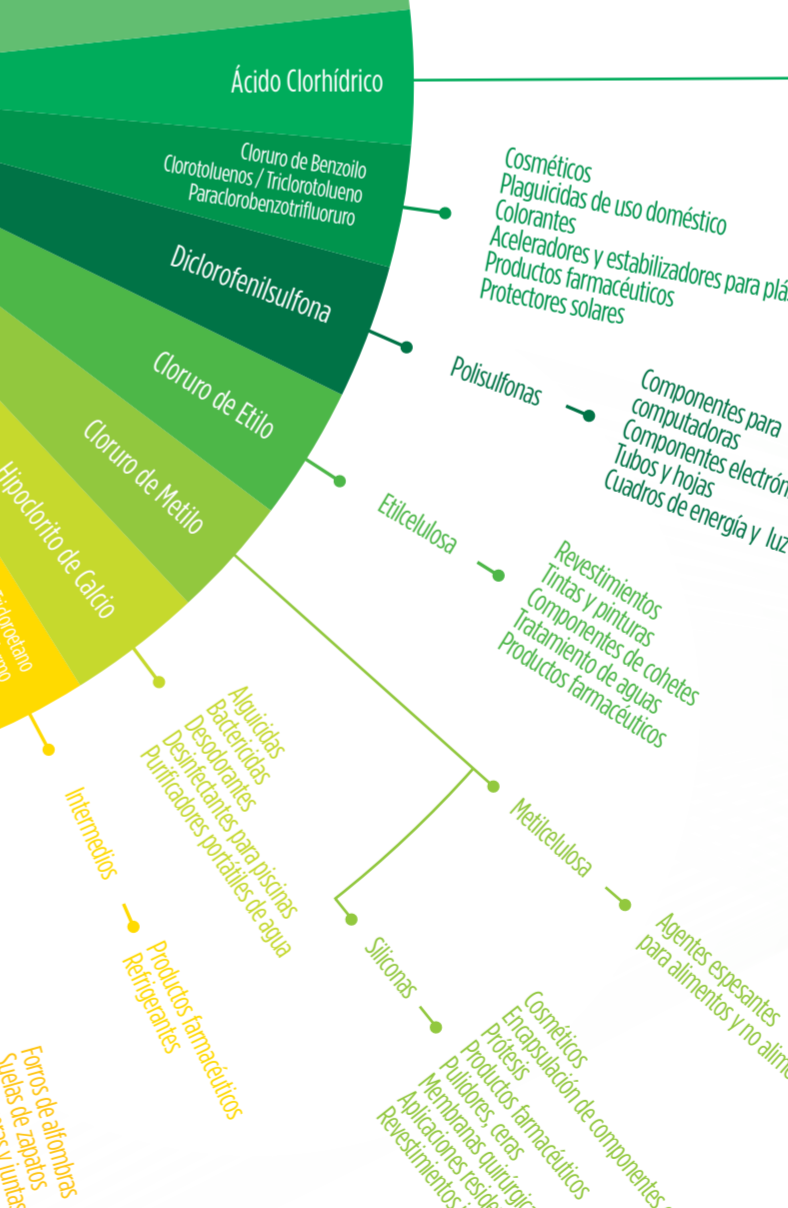 Ácido Clorhídrico
Cloruro de Benzoilo
Clorotoluenos / Triclorotolueno
Paraclorobenzotrifluoruro
Cosméticos
Plaguicidas de uso doméstico
Colorantes
Aceleradores y estabilizadores para
Productos farmacéuticos
Protectores solares
Diclorofenilsulfona
Polisulfonas
Componentes para
computadoras
Componentes
Tubos y hojas
Cuadros de energía y luz
Cloruro de Etilo
Etilcelulosa
Revestimientos
Tintas y pinturas
Componentes de cohetes
Tratamiento de aguas
Productos farmacéuticos
Cloruro de Metilo
Metilcelulosa
Agentes espesantes
para alimentos y no
Siliconas
Cosméticos
Encapsulación de componentes
Prótesis
Productos farmacéuticos
Pulidores, ceras
Membranas
Aplicaciones
Revestimientos
Hipoclorito de Calcio
Alguicidas
Bactericidas
Desodorantes
Desinfectantes para piscinas
Purificadores portátiles de agua
Intermedios
Productos farmacéuticos
Refrigerantes
Forros de alfombras
Suelas de zapatos
y juntas